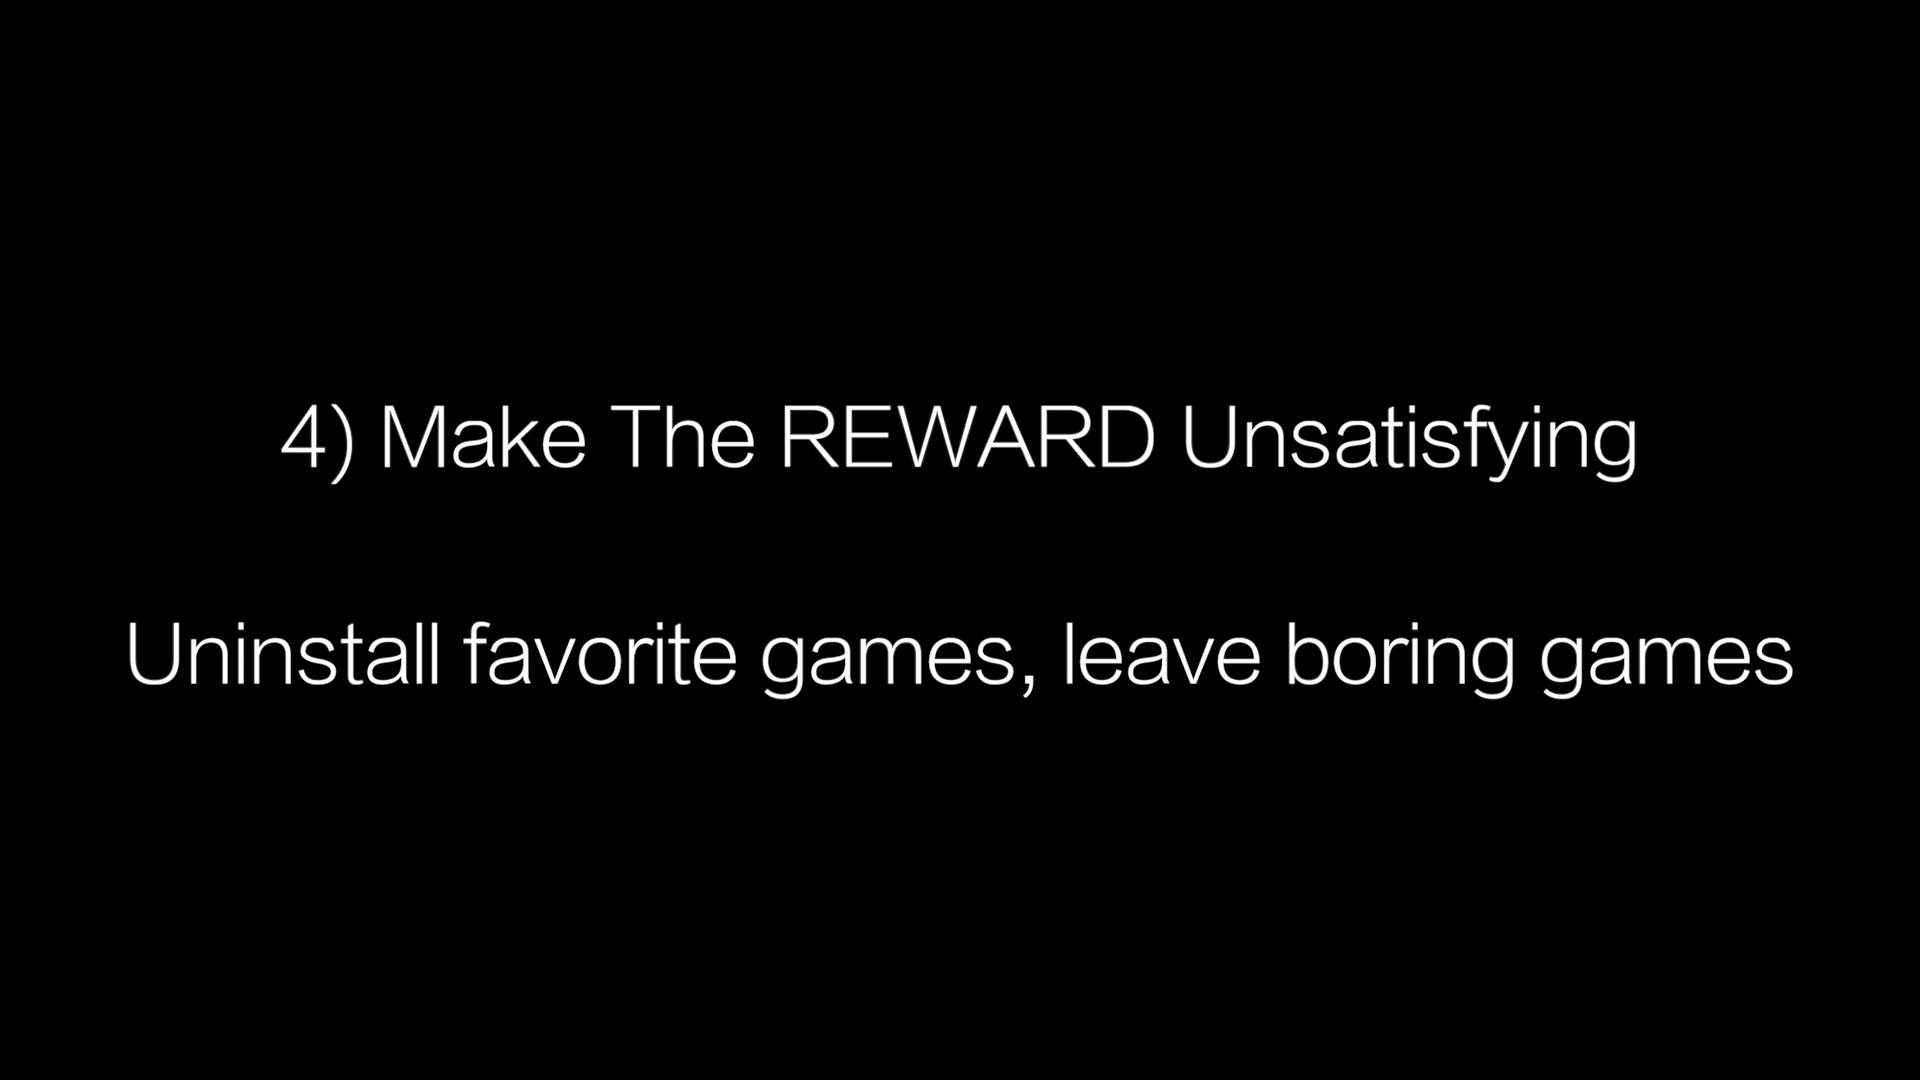 4) Make The REWARD Unsatisfying
Uninstall favorite games, leave boring games